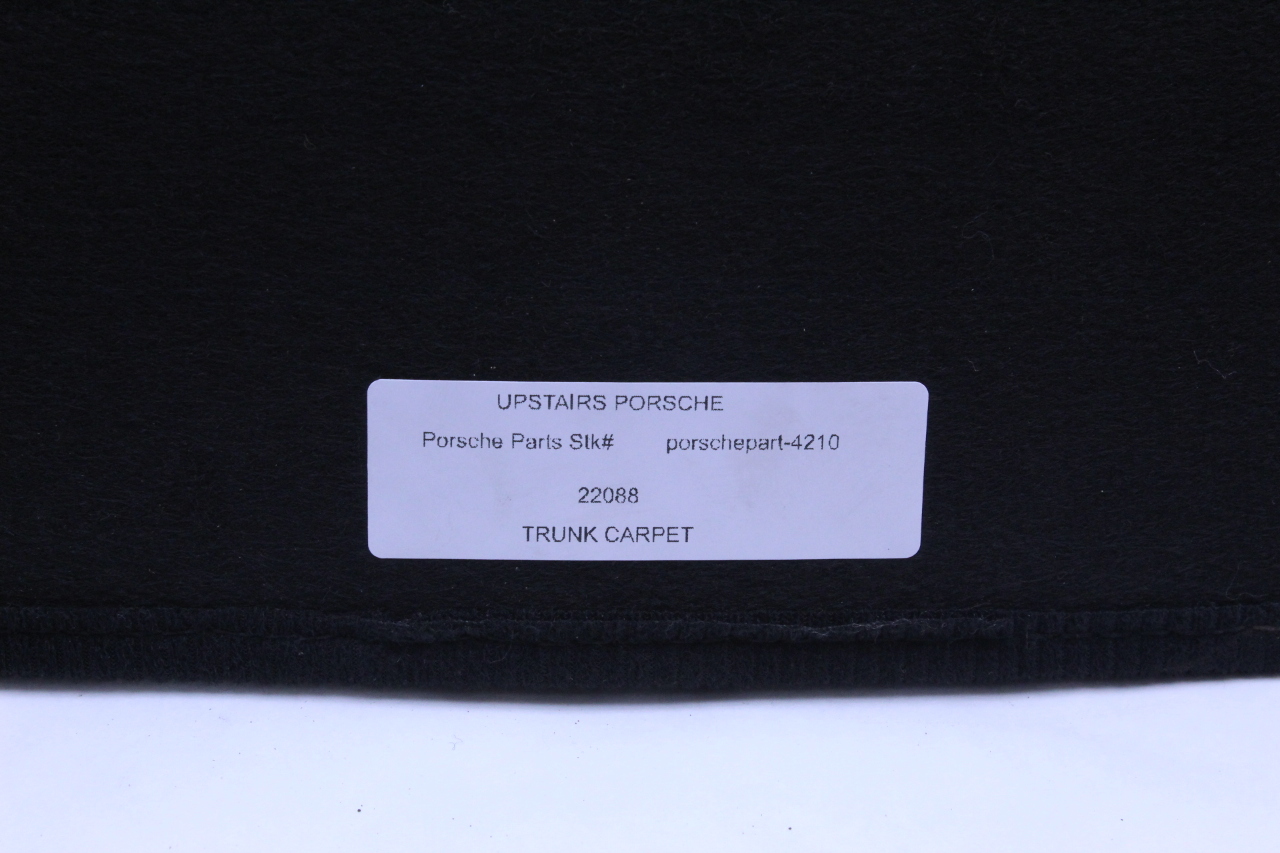 UPSTAIRS PORSCHE
Porsche Parts Stk# porschepart-4210
22088
TRUNK CARPET